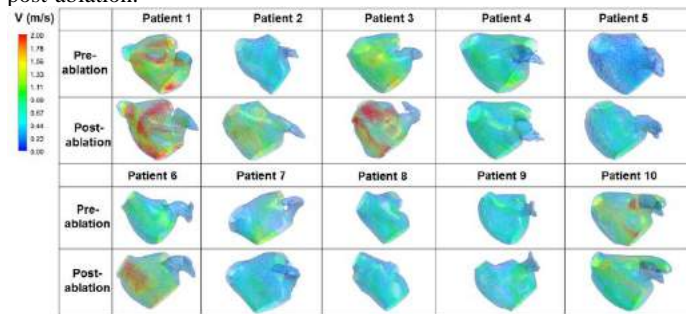 post-ablation.
V (m/s) Patient 1 Patient 2 Patient 3 Patient 4 Patient 5
2.00
1.78
1.56
1.33
1.11
0.89
0.67
0.44
0.22
0.00
Pre-
ablation
Post-
ablation
Patient 6 Patient 7 Patient 8 Patient 9 Patient 10
Pre-
ablation
Post-
ablation